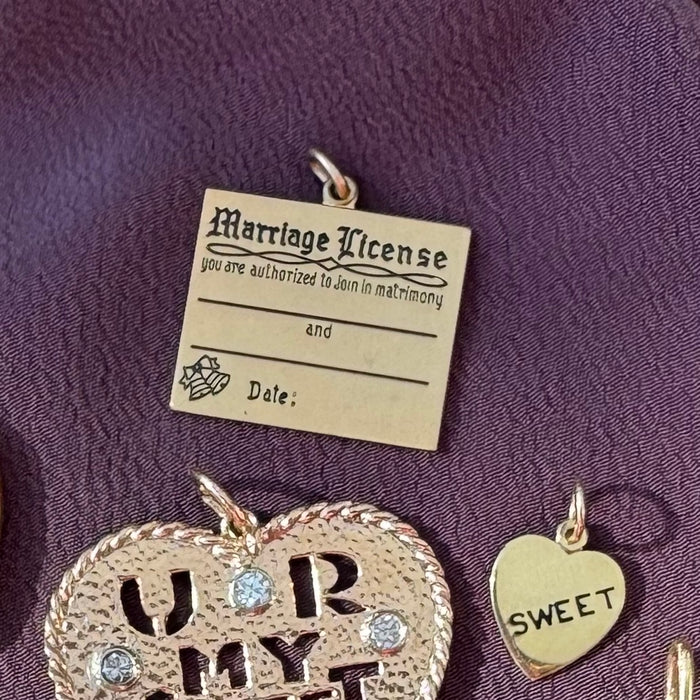 Marriage License
you are authorized to join in matrimony
and
Date:
U R
MY
SWEET